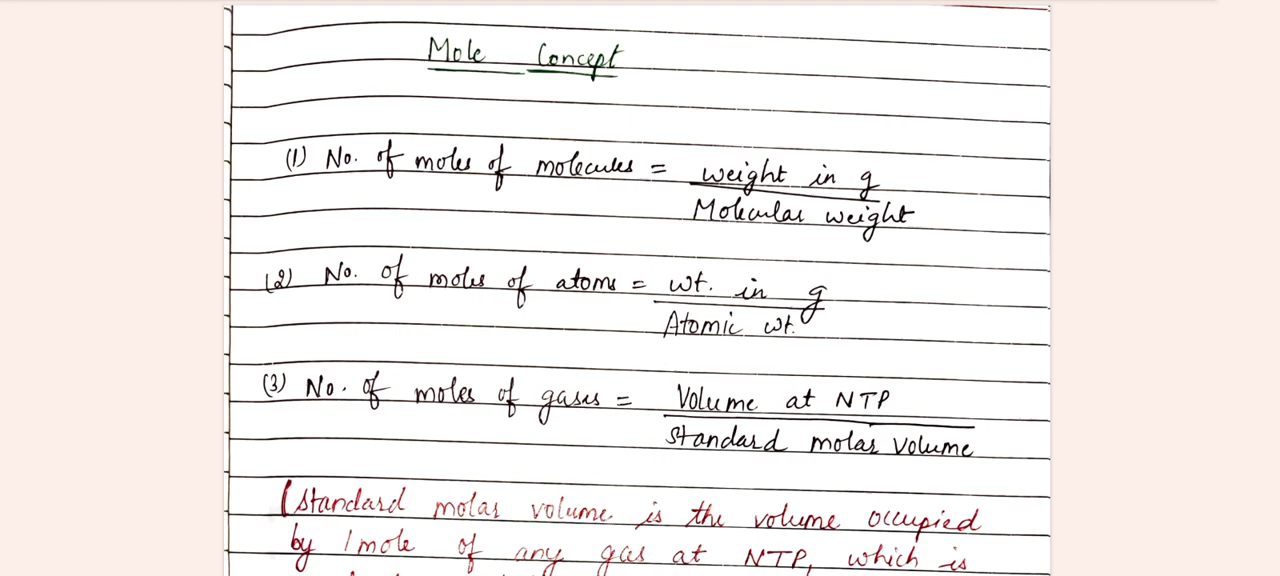 Mole Concept
(1) No. of moles of molecules = weight in g
Molecular weight
(2) No. of moles of atoms = wt. in g
Atomic wt.
(3) No. of moles of gases = Volume at NTP
Standard molar volume
(Standard molar volume is the volume occupied
by 1 mole of any gas at NTP, which is